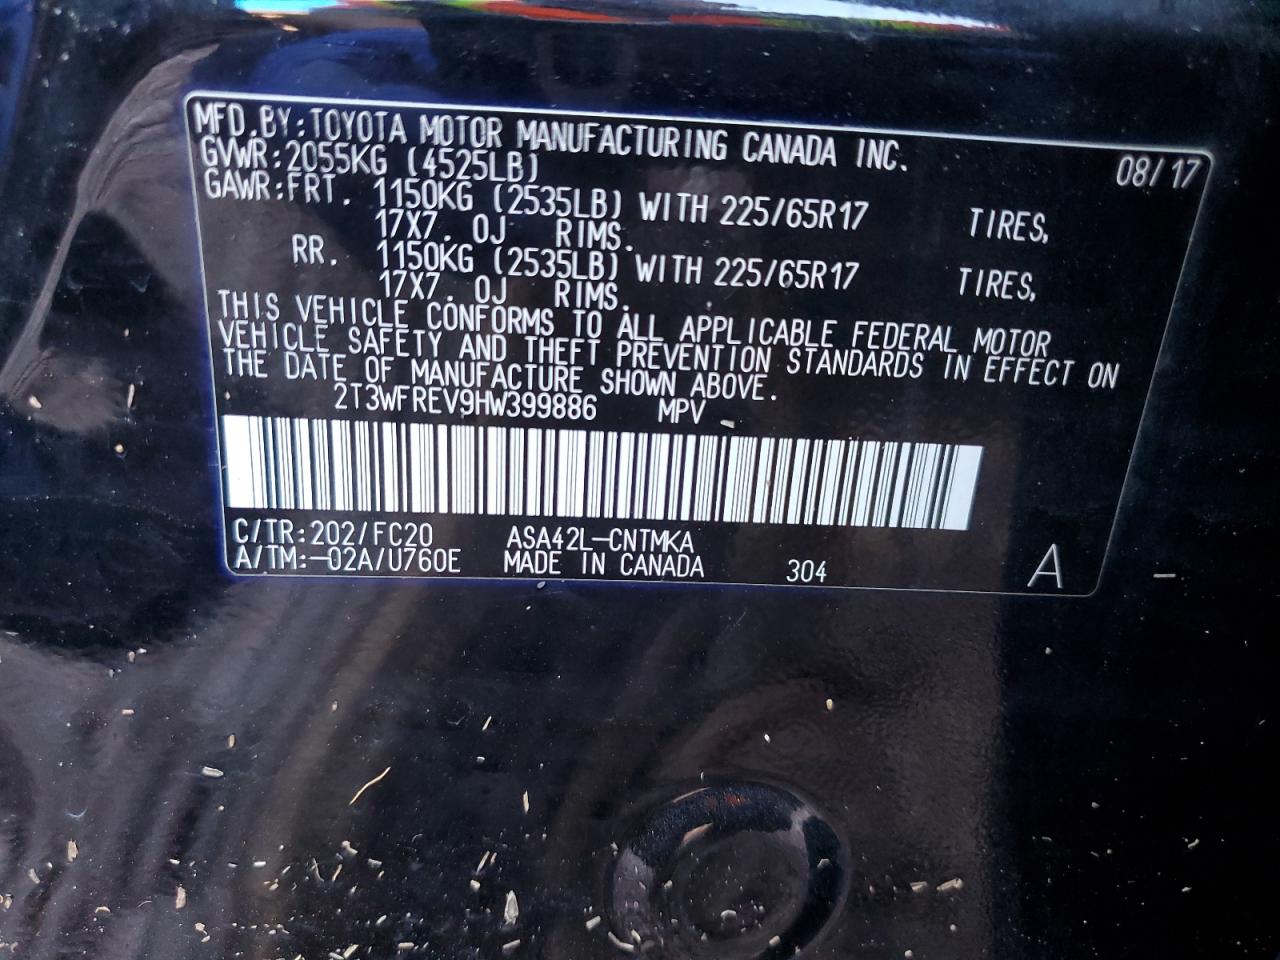 MFD.BY:TOYOTA MOTOR MANUFACTURING CANADA INC. 08/17
GVWR:2055KG (4525LB)
GAWR:FRT. 1150KG (2535LB) WITH 225/65R17 TIRES,
17X7.0J RIMS.
RR. 1150KG (2535LB) WITH 225/65R17 TIRES,
17X7.0J RIMS.
THIS VEHICLE CONFORMS TO ALL APPLICABLE FEDERAL MOTOR
VEHICLE SAFETY AND THEFT PREVENTION STANDARDS IN EFFECT ON
THE DATE OF MANUFACTURE SHOWN ABOVE.
2T3WFREV9HW399886 MPV
C/TR:202/FC20 ASA42L-CNTMKA
A/TM:-02A/U760E MADE IN CANADA 304 A